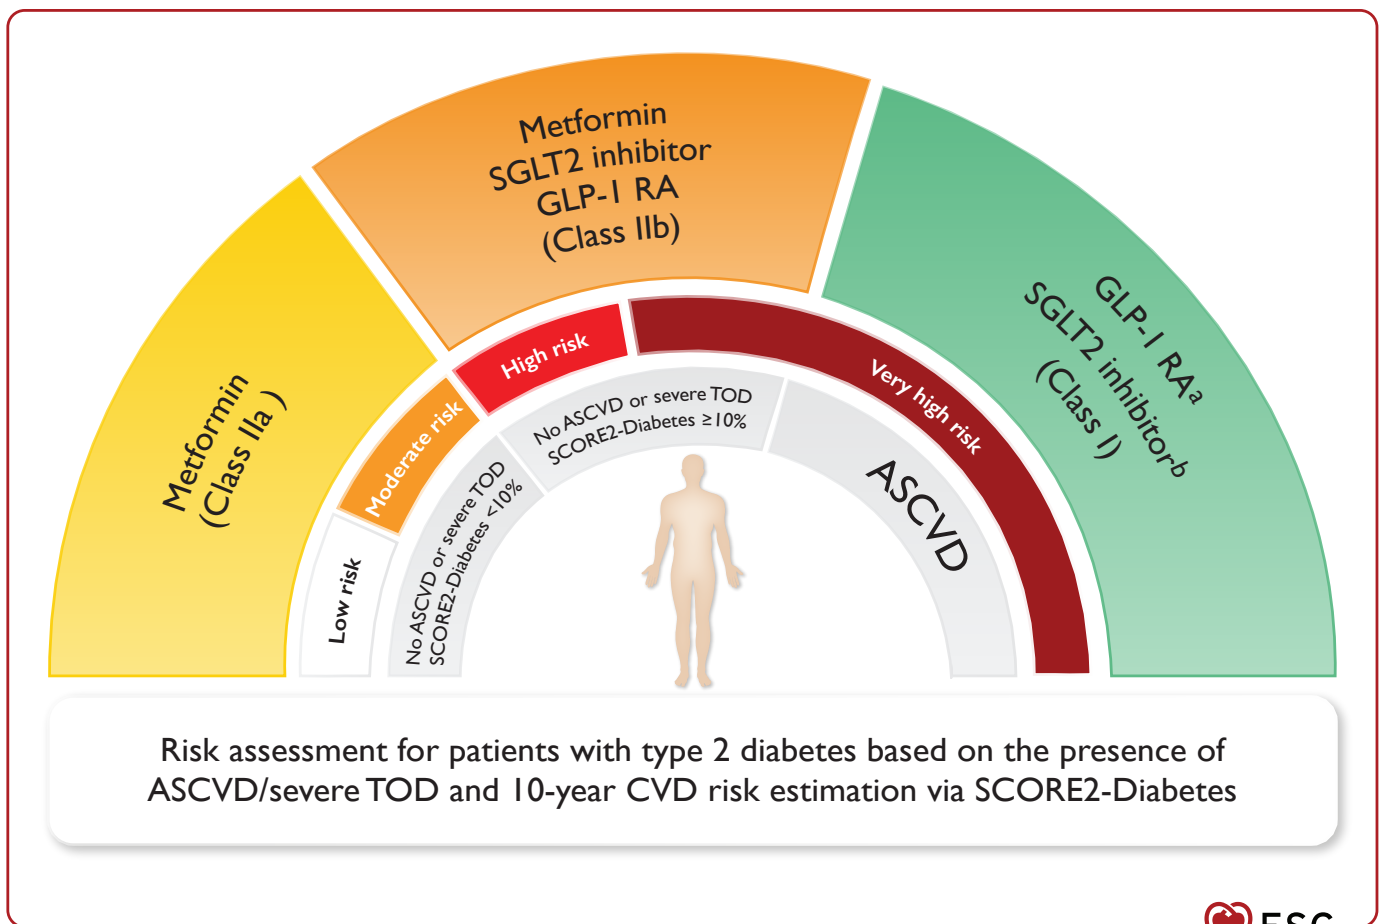 Metformin
(Class IIa )
Metformin
SGLT2 inhibitor
GLP-1 RA
(Class IIb)
GLP-1 RAa
SGLT2 inhibitorb
(Class I)
Low risk
Moderate risk
High risk
Very high risk
No ASCVD or severe TOD
SCORE2-Diabetes <10%
No ASCVD or severe TOD
SCORE2-Diabetes ≥10%
ASCVD
Risk assessment for patients with type 2 diabetes based on the presence of
ASCVD/severe TOD and 10-year CVD risk estimation via SCORE2-Diabetes
ESC